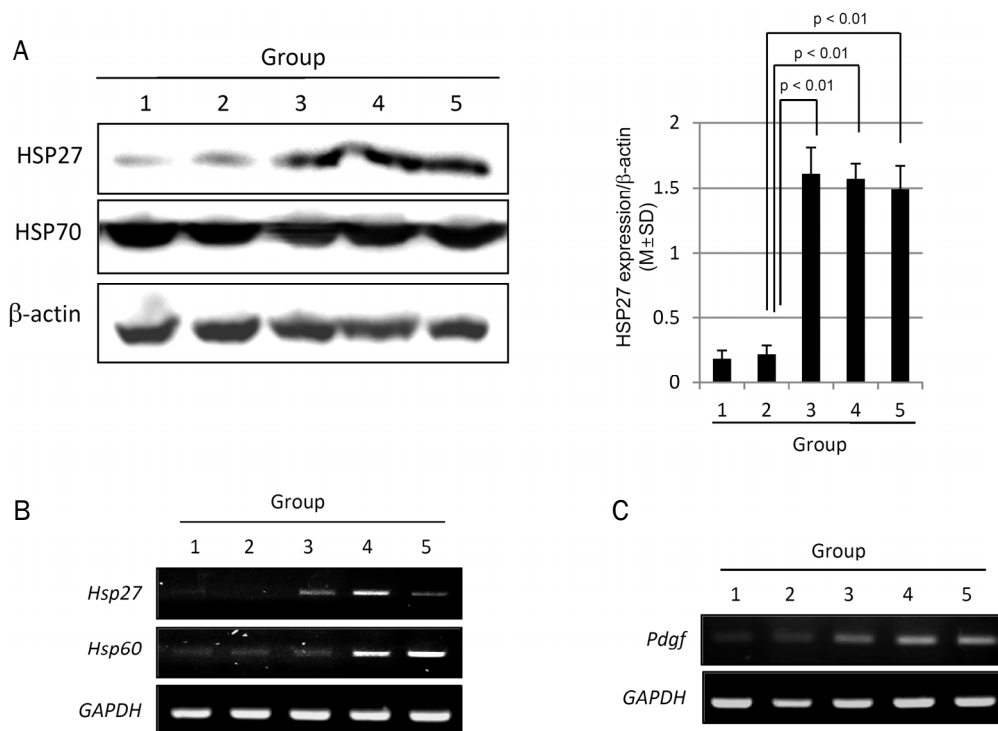 A
Group
1 2 3 4 5
HSP27
HSP70
β-actin
p < 0.01
p < 0.01
p < 0.01
HSP27 expression/β-actin
(M±SD)
2
1.5
1
0.5
0
1 2 3 4 5
Group
B
Group
1 2 3 4 5
Hsp27
Hsp60
GAPDH
C
Group
1 2 3 4 5
Pdgf
GAPDH